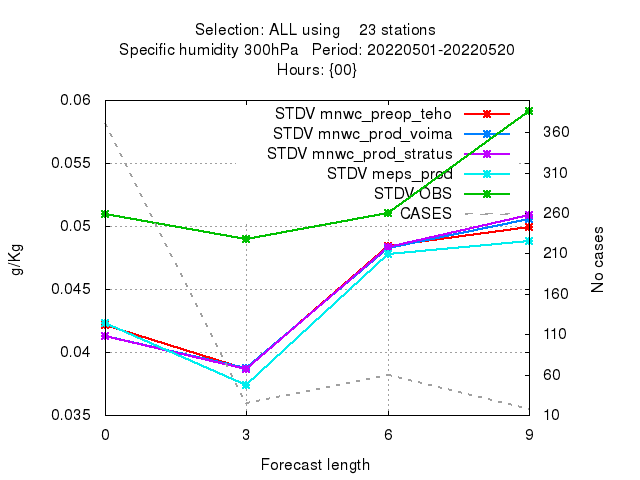 Selection: ALL using 23 stations
Specific humidity 300hPa Period: 20220501-20220520
Hours: {00}
0.06
0.055
0.05
0.045
0.04
0.035
g/Kg
STDV mnwc_preop_teho
STDV mnwc_prod_voima
STDV mnwc_prod_stratus
STDV meps_prod
STDV OBS
CASES
360
310
260
210
160
110
60
10
No cases
0 3 6 9
Forecast length